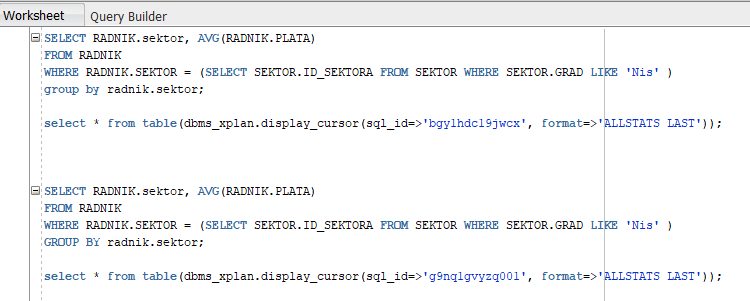 Worksheet Query Builder
SELECT RADNIK.sektor, AVG(RADNIK.PLATA)
FROM RADNIK
WHERE RADNIK.SEKTOR = (SELECT SEKTOR.ID_SEKTORA FROM SEKTOR WHERE SEKTOR.GRAD LIKE 'Nis' )
group by radnik.sektor;
select * from table(dbms_xplan.display_cursor(sql_id=>'bgylhdcl9jwcx', format=>'ALLSTATS LAST'));
SELECT RADNIK.sektor, AVG(RADNIK.PLATA)
FROM RADNIK
WHERE RADNIK.SEKTOR = (SELECT SEKTOR.ID_SEKTORA FROM SEKTOR WHERE SEKTOR.GRAD LIKE 'Nis' )
GROUP BY radnik.sektor;
select * from table(dbms_xplan.display_cursor(sql_id=>'g9nqlgvyzq00l', format=>'ALLSTATS LAST'));